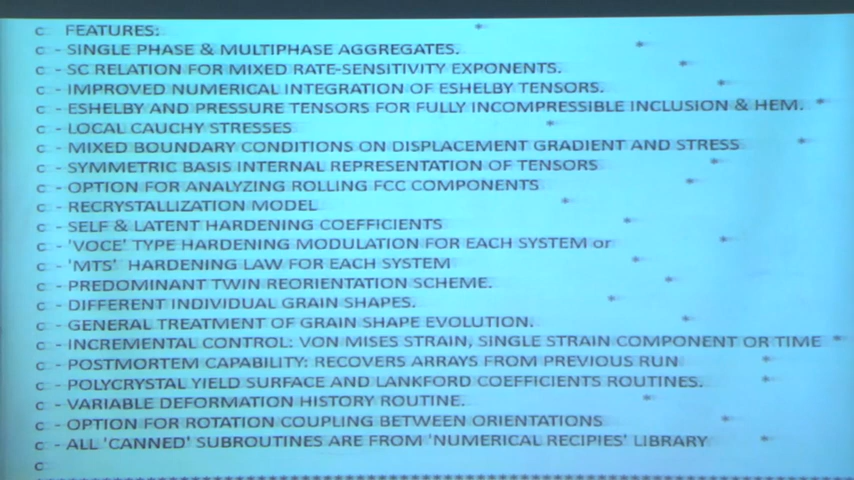 c   FEATURES:   *
c  - SINGLE PHASE & MULTIPHASE AGGREGATES.   *
c  - SC RELATION FOR MIXED RATE-SENSITIVITY EXPONENTS.   *
c  - IMPROVED NUMERICAL INTEGRATION OF ESHELBY TENSORS.   *
c  - ESHELBY AND PRESSURE TENSORS FOR FULLY INCOMPRESSIBLE INCLUSION & HEM.   *
c  - LOCAL CAUCHY STRESSES   *
c  - MIXED BOUNDARY CONDITIONS ON DISPLACEMENT GRADIENT AND STRESS   *
c  - SYMMETRIC BASIS INTERNAL REPRESENTATION OF TENSORS   *
c  - OPTION FOR ANALYZING ROLLING FCC COMPONENTS   *
c  - RECRYSTALLIZATION MODEL   *
c  - SELF & LATENT HARDENING COEFFICIENTS   *
c  - 'VOCE' TYPE HARDENING MODULATION FOR EACH SYSTEM or   *
c  - 'MTS'  HARDENING LAW FOR EACH SYSTEM   *
c  - PREDOMINANT TWIN REORIENTATION SCHEME.   *
c  - DIFFERENT INDIVIDUAL GRAIN SHAPES.   *
c  - GENERAL TREATMENT OF GRAIN SHAPE EVOLUTION.   *
c  - INCREMENTAL CONTROL: VON MISES STRAIN, SINGLE STRAIN COMPONENT OR TIME   *
c  - POSTMORTEM CAPABILITY: RECOVERS ARRAYS FROM PREVIOUS RUN   *
c  - POLYCRYSTAL YIELD SURFACE AND LANKFORD COEFFICIENTS ROUTINES.   *
c  - VARIABLE DEFORMATION HISTORY ROUTINE.   *
c  - OPTION FOR ROTATION COUPLING BETWEEN ORIENTATIONS   *
c  - ALL 'CANNED' SUBROUTINES ARE FROM 'NUMERICAL RECIPIES' LIBRARY   *
c